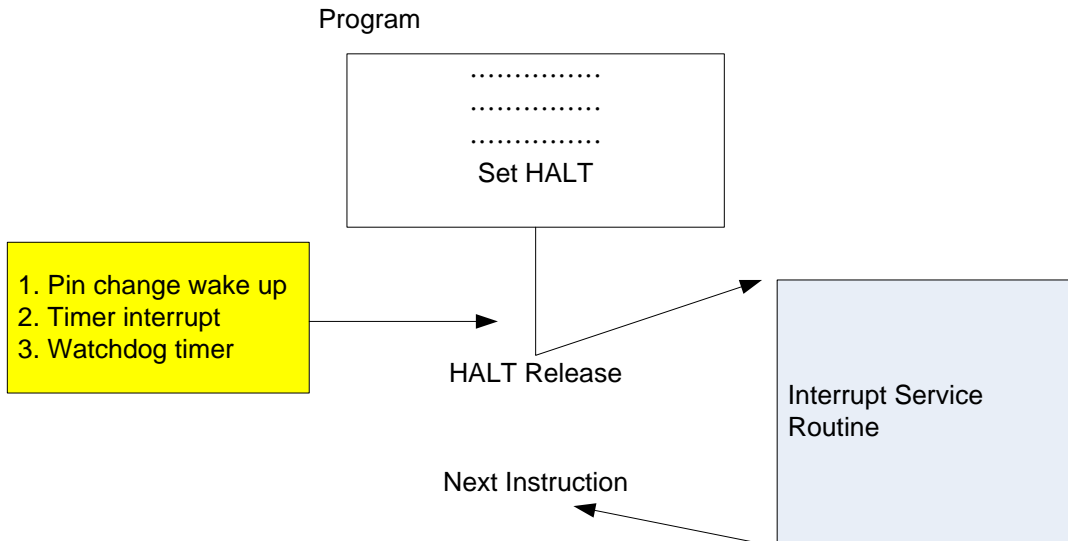 Program
...............
...............
...............
Set HALT
1. Pin change wake up
2. Timer interrupt
3. Watchdog timer
HALT Release
Interrupt Service
Routine
Next Instruction